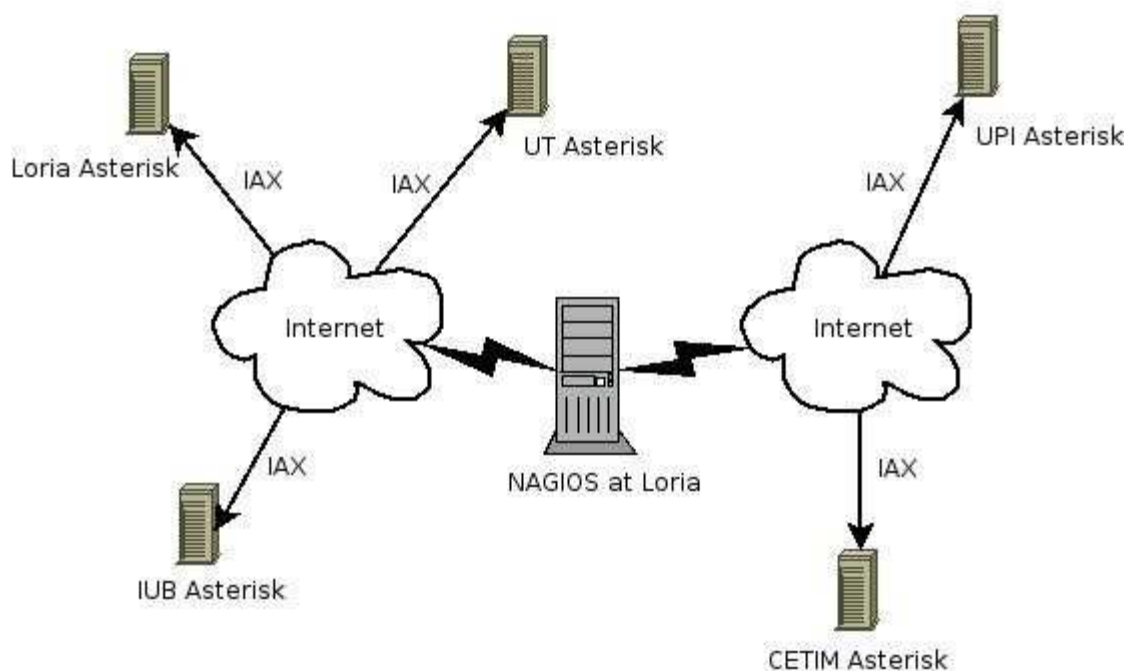 UT Asterisk
UPI Asterisk
Loria Asterisk
IAX
IAX
IAX
Internet
Internet
IAX
IAX
NAGIOS at Loria
IUB Asterisk
CETIM Asterisk